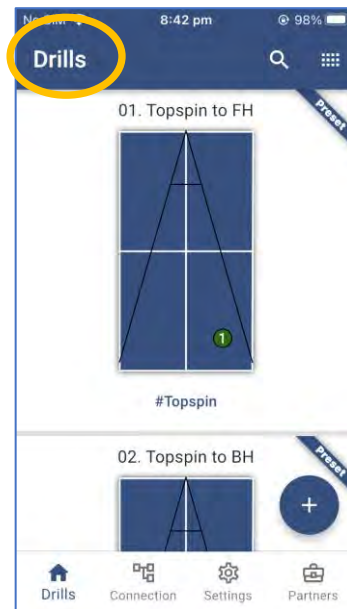 8:42 pm 98%
Drills
01. Topspin to FH
Preset
1
#Topspin
02. Topspin to BH
Preset
+
Drills Connection Settings Partners